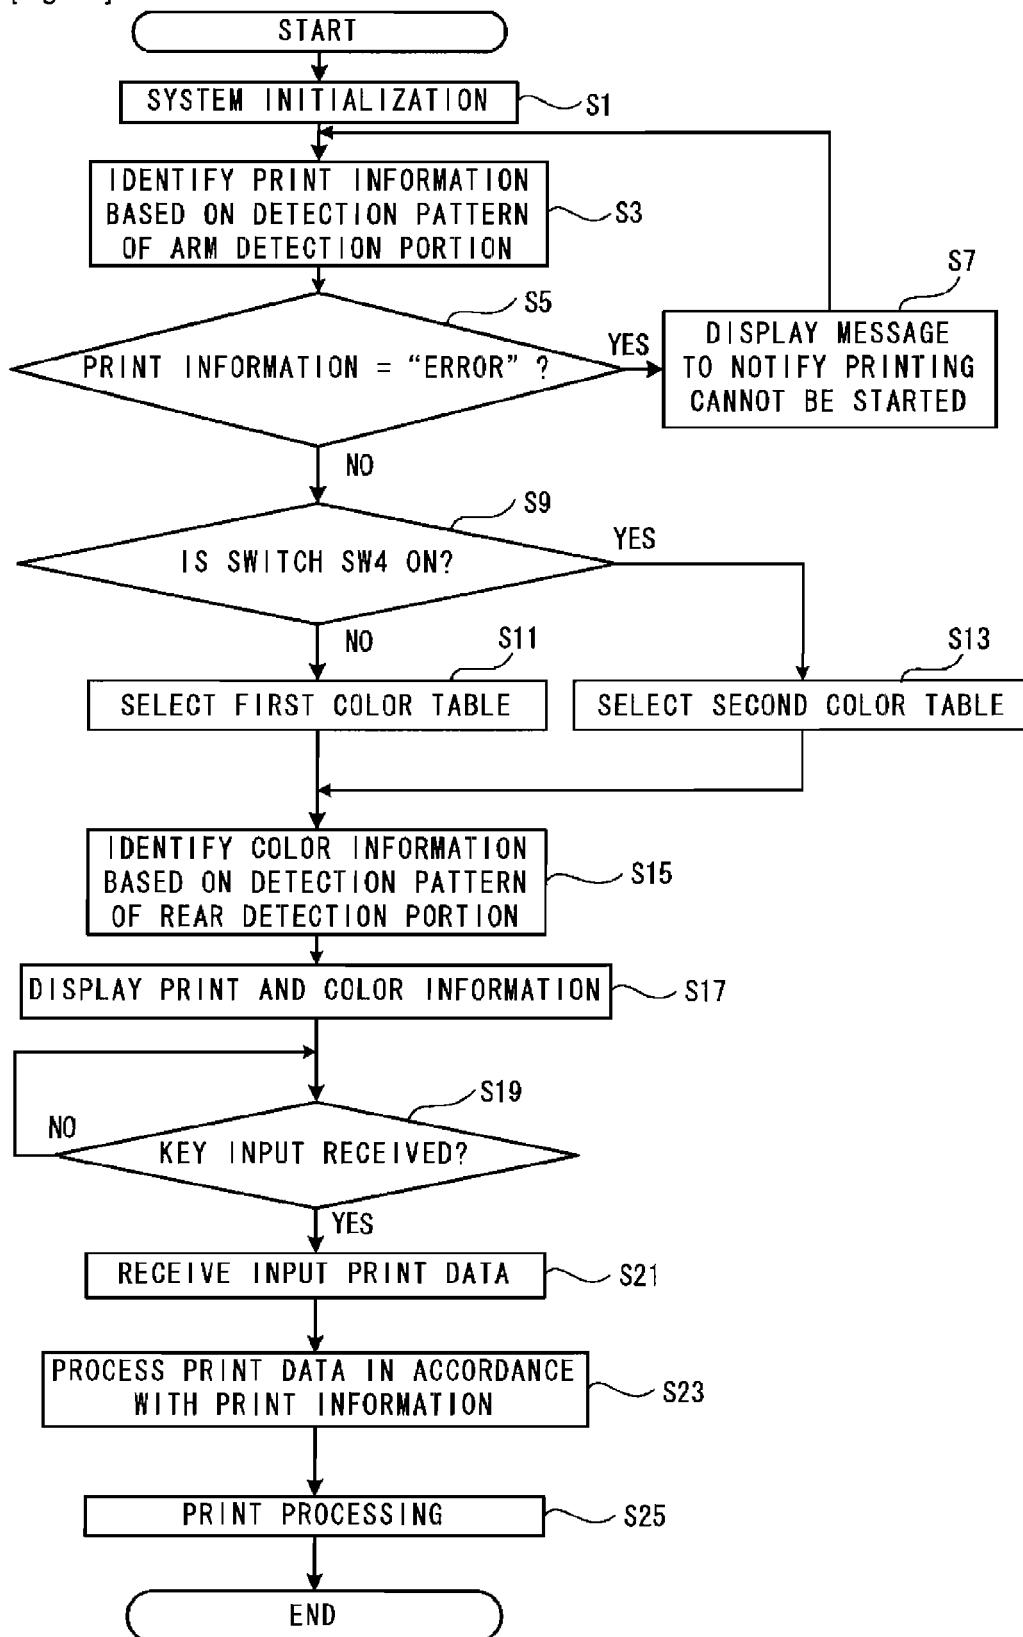 START
SYSTEM INITIALIZATION
S1
IDENTIFY PRINT INFORMATION
BASED ON DETECTION PATTERN
OF ARM DETECTION PORTION
S3
S7
S5
PRINT INFORMATION = “ERROR” ?
YES
DISPLAY MESSAGE
TO NOTIFY PRINTING
CANNOT BE STARTED
NO
S9
IS SWITCH SW4 ON?
YES
NO
S11
S13
SELECT FIRST COLOR TABLE
SELECT SECOND COLOR TABLE
IDENTIFY COLOR INFORMATION
BASED ON DETECTION PATTERN
OF REAR DETECTION PORTION
S15
DISPLAY PRINT AND COLOR INFORMATION
S17
S19
NO
KEY INPUT RECEIVED?
YES
RECEIVE INPUT PRINT DATA
S21
PROCESS PRINT DATA IN ACCORDANCE
WITH PRINT INFORMATION
S23
PRINT PROCESSING
S25
END